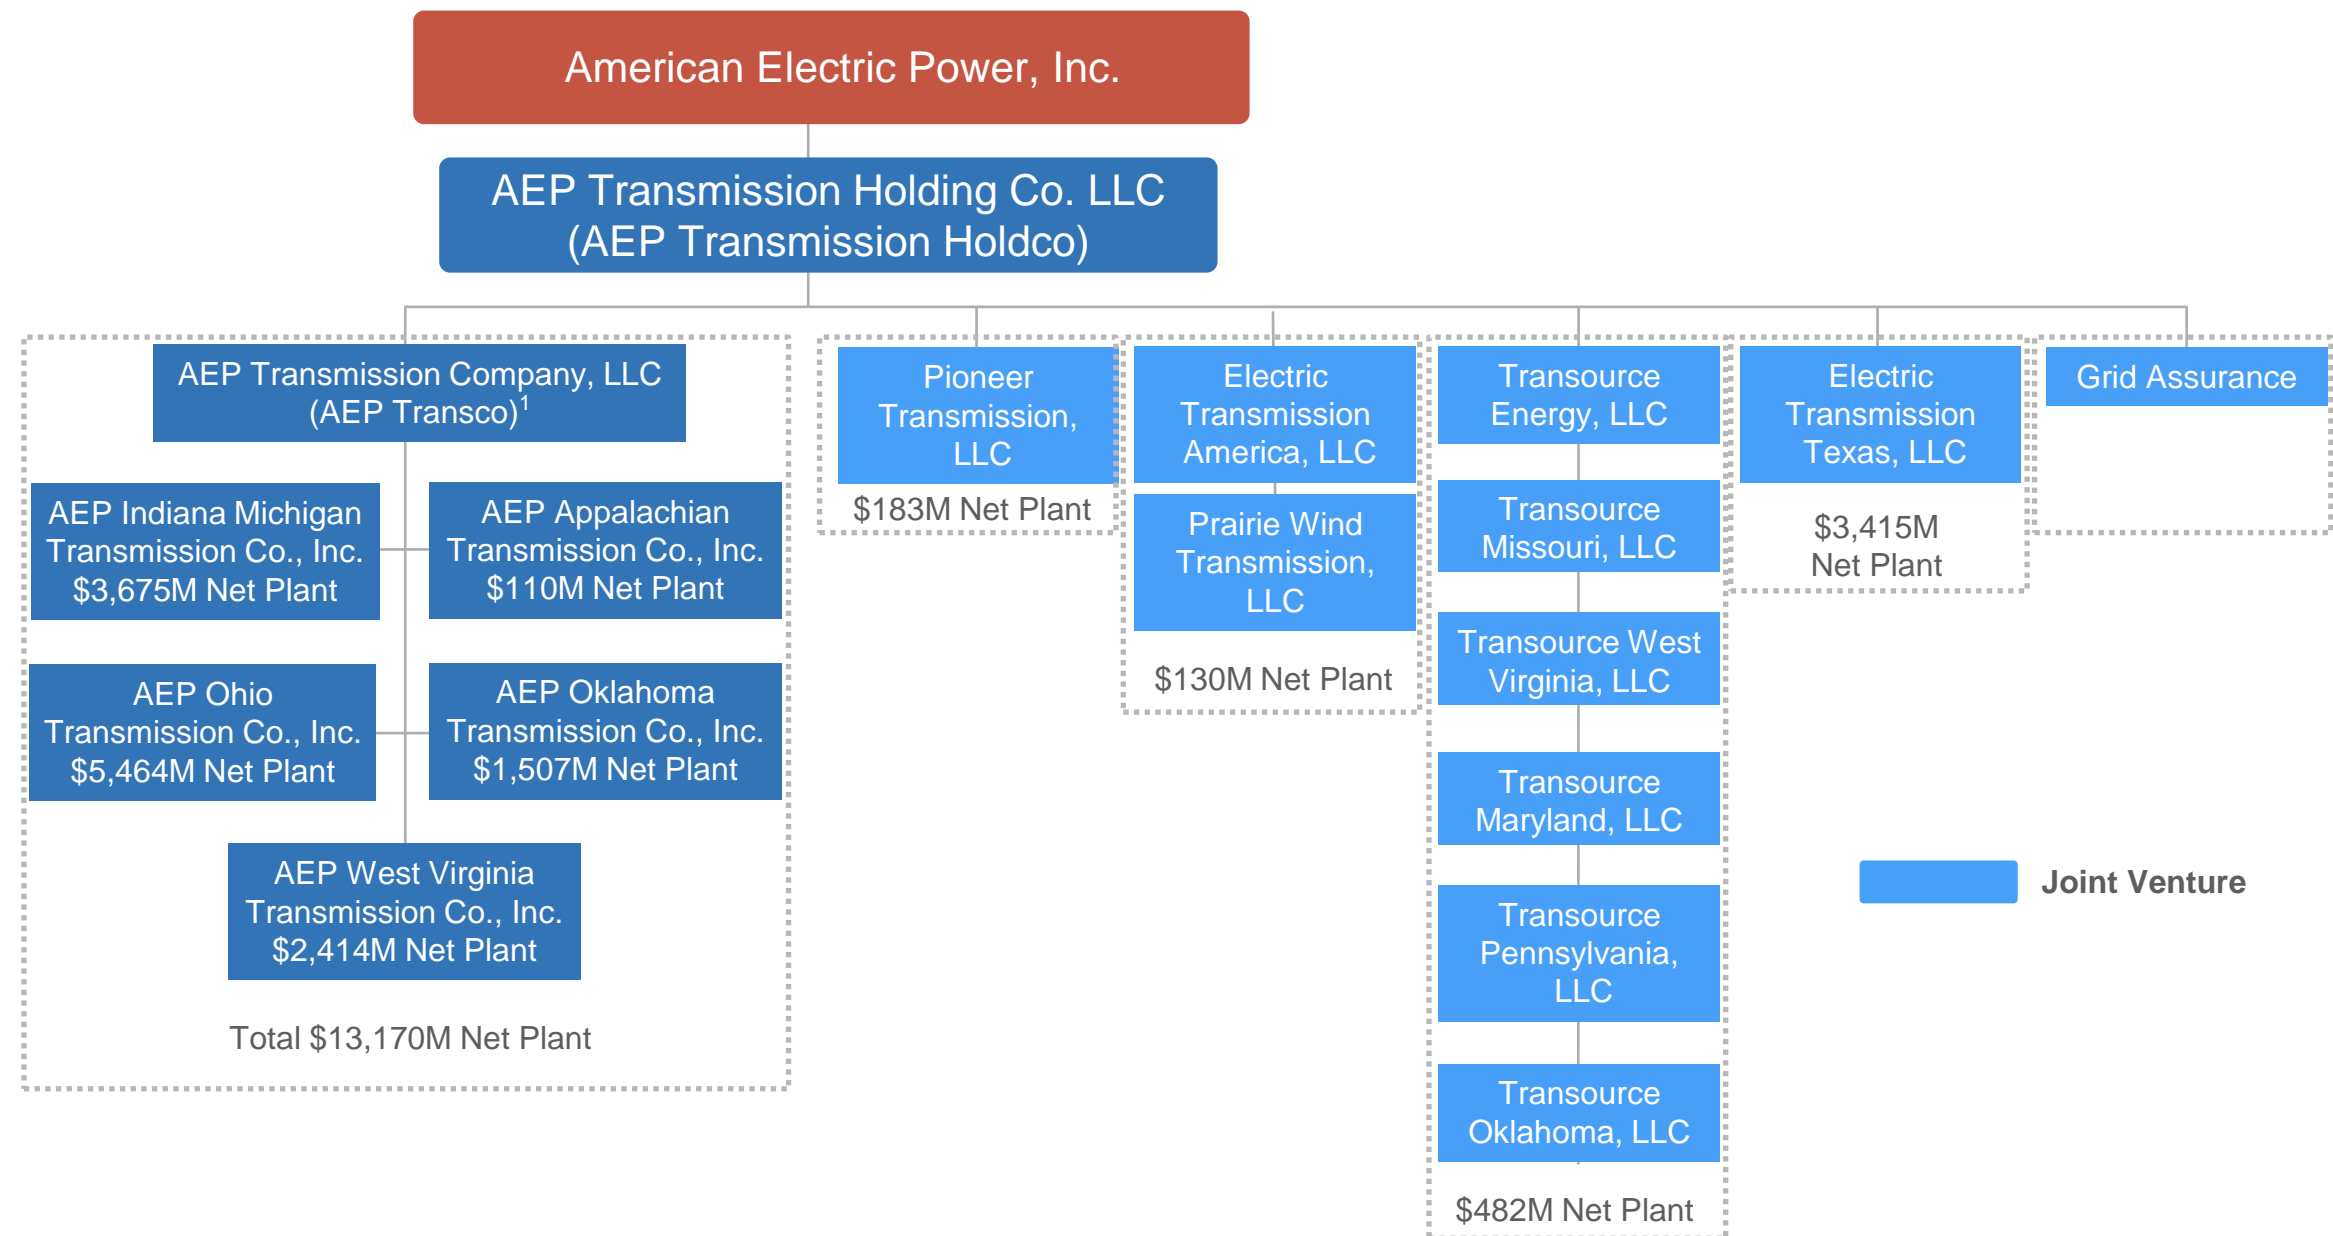 American Electric Power, Inc.
AEP Transmission Holding Co. LLC
(AEP Transmission Holdco)
AEP Transmission Company, LLC
(AEP Transco)1
AEP Indiana Michigan
Transmission Co., Inc.
$3,675M Net Plant
AEP Appalachian
Transmission Co., Inc.
$110M Net Plant
AEP Ohio
Transmission Co., Inc.
$5,464M Net Plant
AEP Oklahoma
Transmission Co., Inc.
$1,507M Net Plant
AEP West Virginia
Transmission Co., Inc.
$2,414M Net Plant
Total $13,170M Net Plant
Pioneer
Transmission,
LLC
$183M Net Plant
Electric
Transmission
America, LLC
Prairie Wind
Transmission,
LLC
$130M Net Plant
Transource
Energy, LLC
Transource
Missouri, LLC
Transource West
Virginia, LLC
Transource
Maryland, LLC
Transource
Pennsylvania,
LLC
Transource
Oklahoma, LLC
$482M Net Plant
Electric
Transmission
Texas, LLC
$3,415M
Net Plant
Grid Assurance
Joint Venture